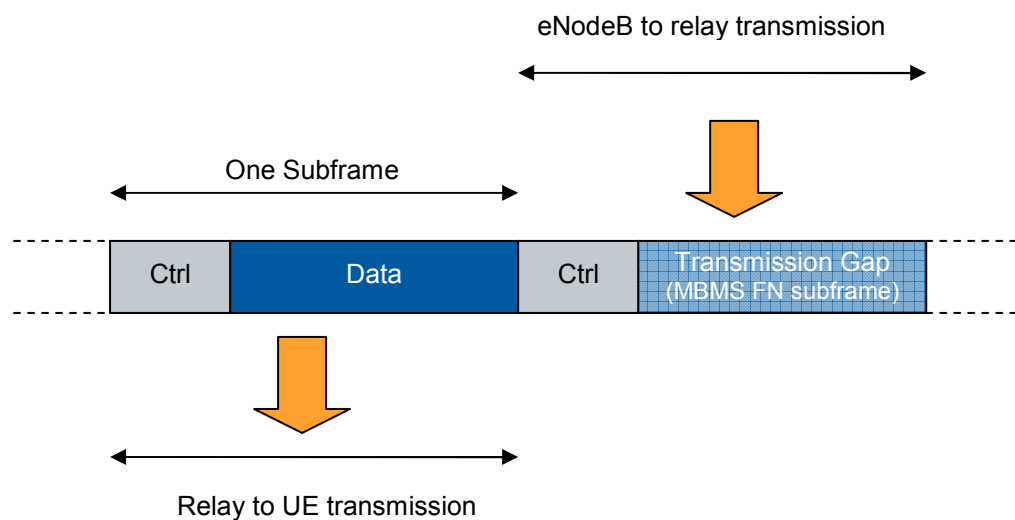 eNodeB to relay transmission
One Subframe
Ctrl
Data
Ctrl
Transmission Gap
(MBMS FN subframe)
Relay to UE transmission